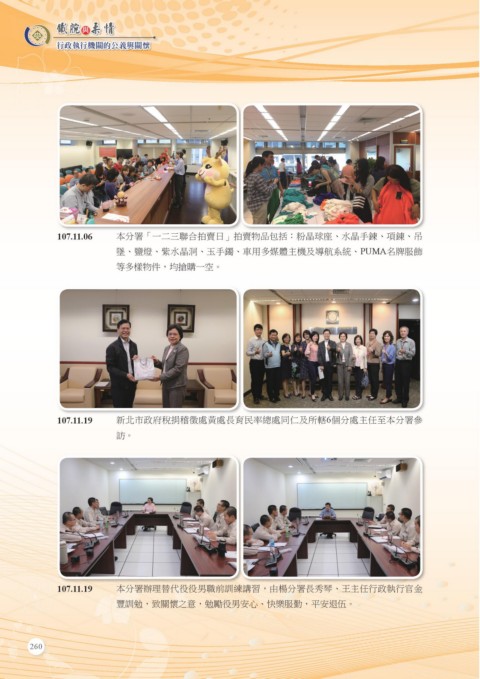 鐵腕與柔情
行政執行機關的公義與關懷
107.11.06 本分署「一二三聯合拍賣日」拍賣物品包括：粉晶球座、水晶手鍊、項鍊、吊
墜、鹽燈、紫水晶洞、玉手鐲、車用多媒體主機及導航系統、PUMA名牌服飾
等多樣物件，均搶購一空。
107.11.19 新北市政府稅捐稽徵處黃處長育民率總處同仁及所轄6個分處主任至本分署參
訪。
107.11.19 本分署辦理替代役役男職前訓練講習，由楊分署長秀琴、王主任行政執行官金
豐訓勉，致關懷之意，勉勵役男安心、快樂服勤，平安退伍。
260